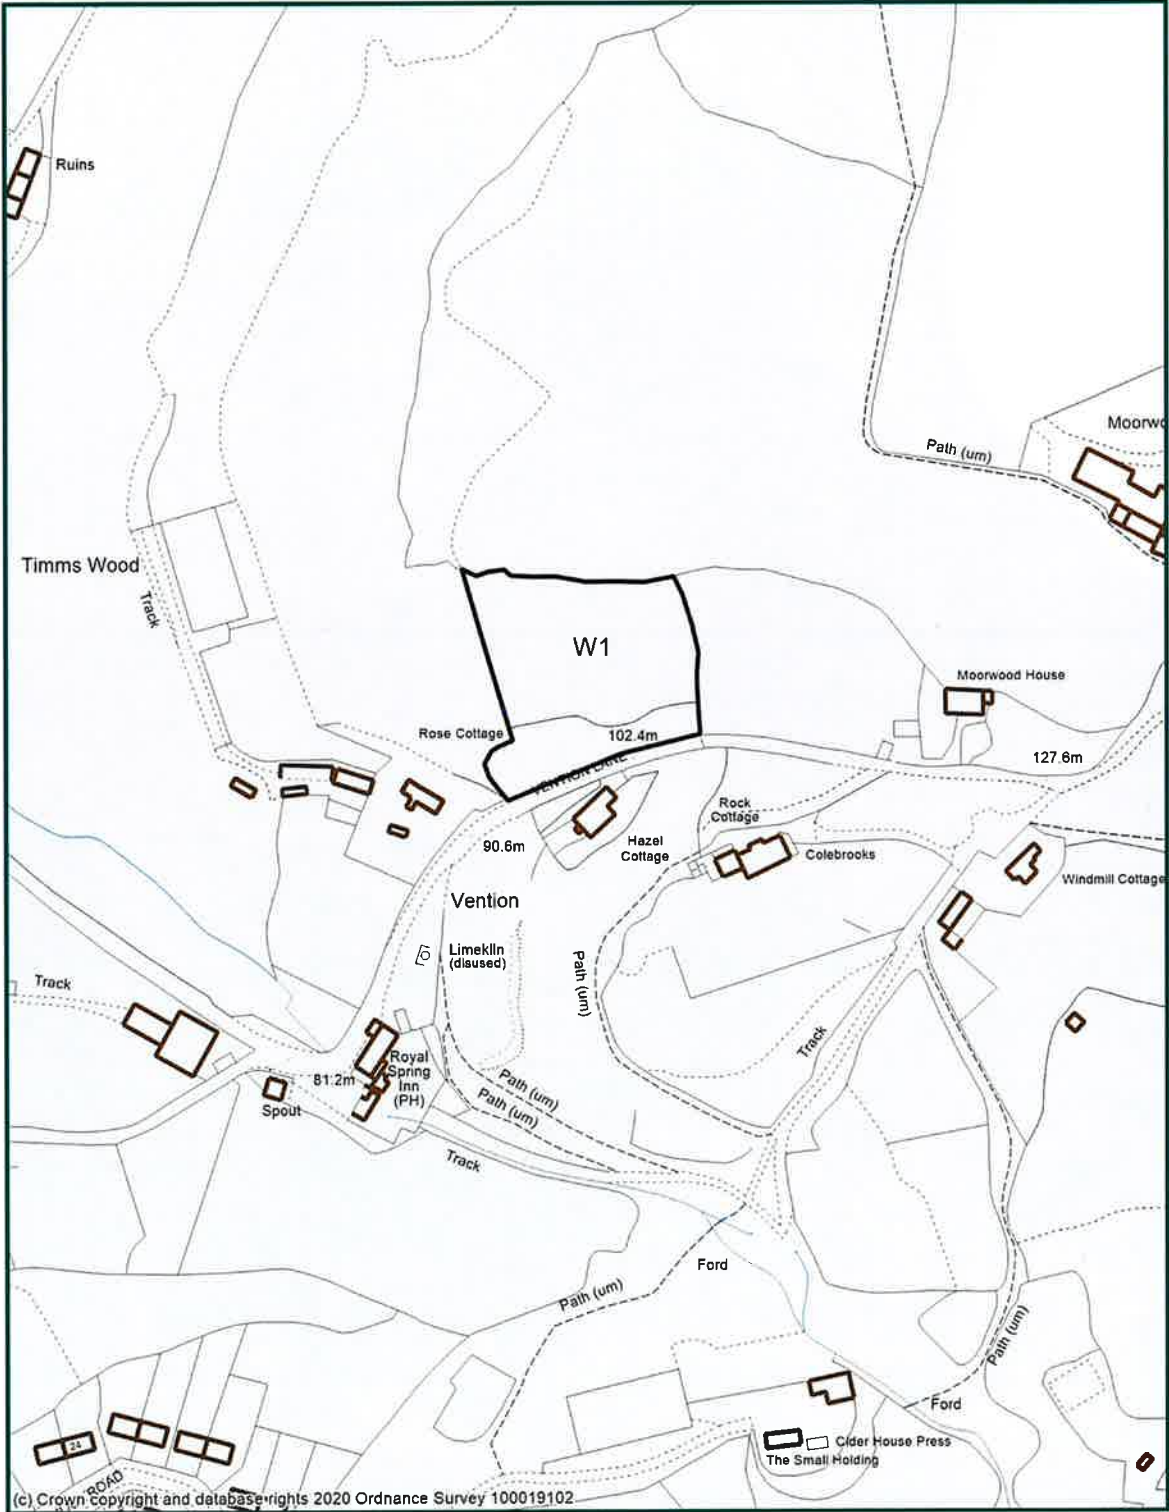 Ruins
Moorwo
Path (um)
Timms Wood
Track
W1
Moorwood House
Rose Cottage
102.4m
VENTION LANE
127.6m
Rock
Cottage
90.6m
Hazel
Cottage
Colebrooks
Windmill Cottage
Vention
Limekiln
(disused)
Path (um)
Track
Track
Royal
Spring
Inn
(PH)
81.2m
Spout
Path (um)
Path (um)
Track
Ford
Path (um)
Path (um)
Ford
24
Cider House Press
The Small Holding
ROAD
(c) Crown copyright and database rights 2020 Ordnance Survey 100019102